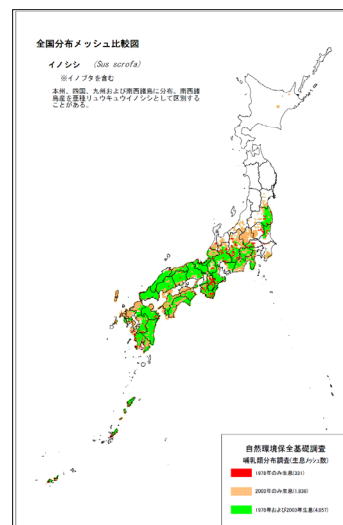 全国分布メッシュ比較図
イノシシ (Sus scrofa)
※イノブタを含む
本州、四国、九州および南西諸島に分布。南西諸
島産を亜種リュウキュウイノシシとして区別する
ことがある。
自然環境保全基礎調査
哺乳類分布調査(生息メッシュ数)
1978年のみ生息(331)
2003年のみ生息(1,836)
1978年および2003年生息(4,857)